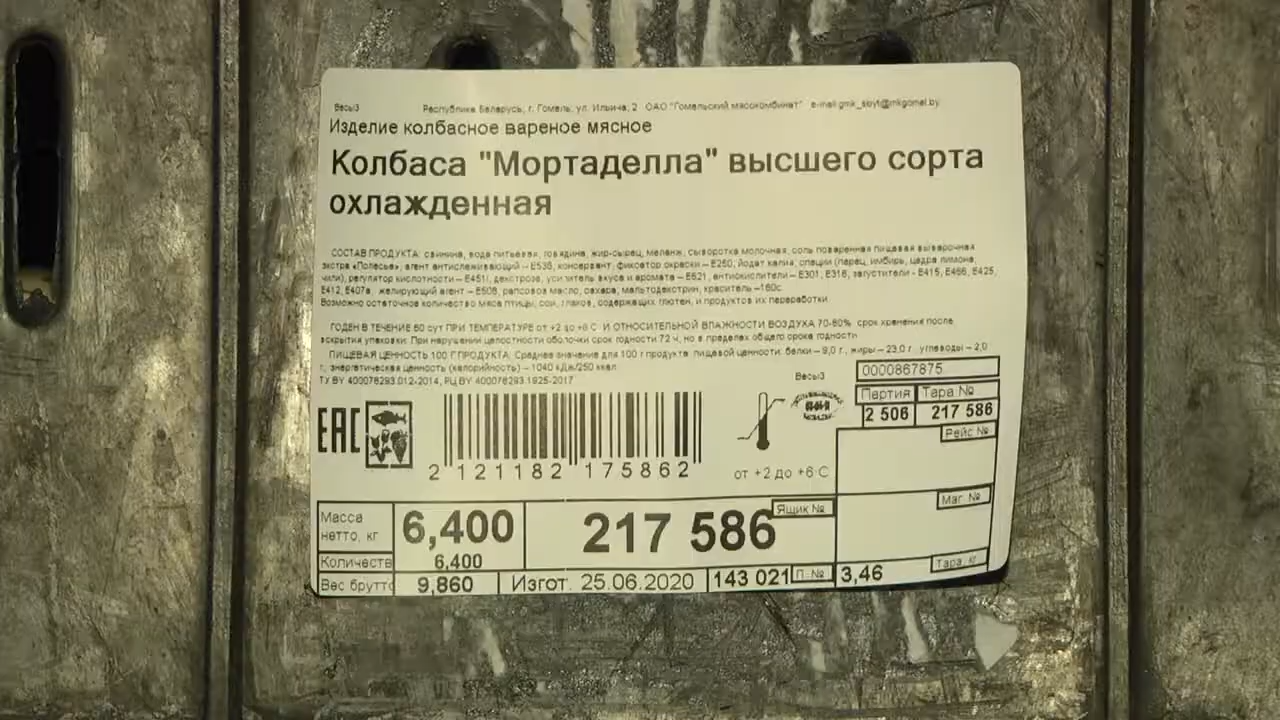 Весы3 Республика Беларусь, г. Гомель, ул. Ильича, 2 ОАО "Гомельский мясокомбинат" e-mail:gmk_sbyt@mkgomel.by
Изделие колбасное вареное мясное
Колбаса "Мортаделла" высшего сорта
охлажденная
СОСТАВ ПРОДУКТА: свинина, вода питьевая, говядина, жир-сырец, меланж, сыворотка молочная, соль поваренная пищевая выварочная
экстра «Полесье», агент антислеживающий – Е536, консервант, фиксатор окраски – Е250, йодат калия, специи (перец, имбирь, цедра лимона,
чили), регулятор кислотности – Е451i, декстроза, усилитель вкуса и аромата – Е621, антиокислители – Е301, Е316, загустители - Е415, Е466, Е425,
Е412, Е407а, желирующий агент – Е508, рапсовое масло, сахара, мальтодекстрин, краситель –160с.
Возможно остаточное количество мяса птицы, сои, злаков, содержащих глютен, и продуктов их переработки
ГОДЕН В ТЕЧЕНИЕ 60 сут ПРИ ТЕМПЕРАТУРЕ от +2 до +6 С И ОТНОСИТЕЛЬНОЙ ВЛАЖНОСТИ ВОЗДУХА 70-80% срок хранения после
вскрытия упаковки: При нарушении целостности оболочки срок годности 72 ч, но в пределах общего срока годности
ПИЩЕВАЯ ЦЕННОСТЬ 100 Г ПРОДУКТА: Среднее значение для 100 г продукта пищевой ценности: белки – 9,0 г, жиры – 23,0 г углеводы – 2,0
г, энергетическая ценность (калорийность) – 1040 кДж/250 ккал
ТУ BY 400078293.012-2014, РЦ BY 400078293.1925-2017
Весы3 0000867875
Партия Тара №
2 506 217 586
Рейс №
EAC
2 121182 175862
от +2 до +6 С
Маг. №
Масса нетто, кг 6,400 217 586 Ящик №
Количеств 6,400
Тара, кг
Вес брутто 9,860 Изгот. 25.06.2020 143 021 П. № 3,46